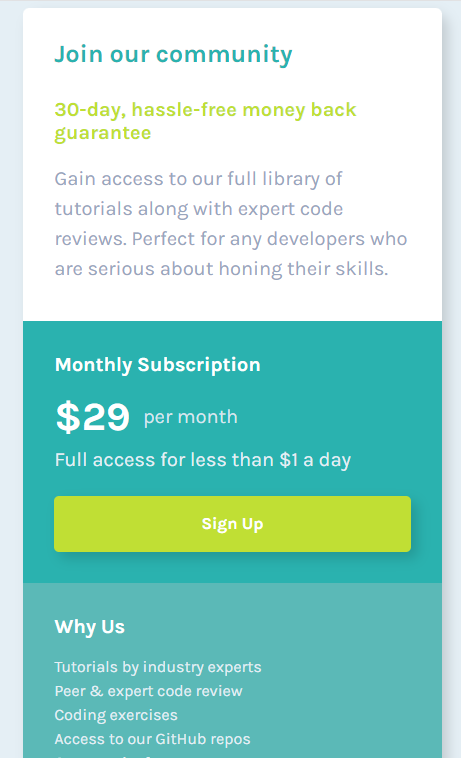 Join our community
30-day, hassle-free money back
guarantee
Gain access to our full library of
tutorials along with expert code
reviews. Perfect for any developers who
are serious about honing their skills.
Monthly Subscription
$29 per month
Full access for less than $1 a day
Sign Up
Why Us
Tutorials by industry experts
Peer & expert code review
Coding exercises
Access to our GitHub repos